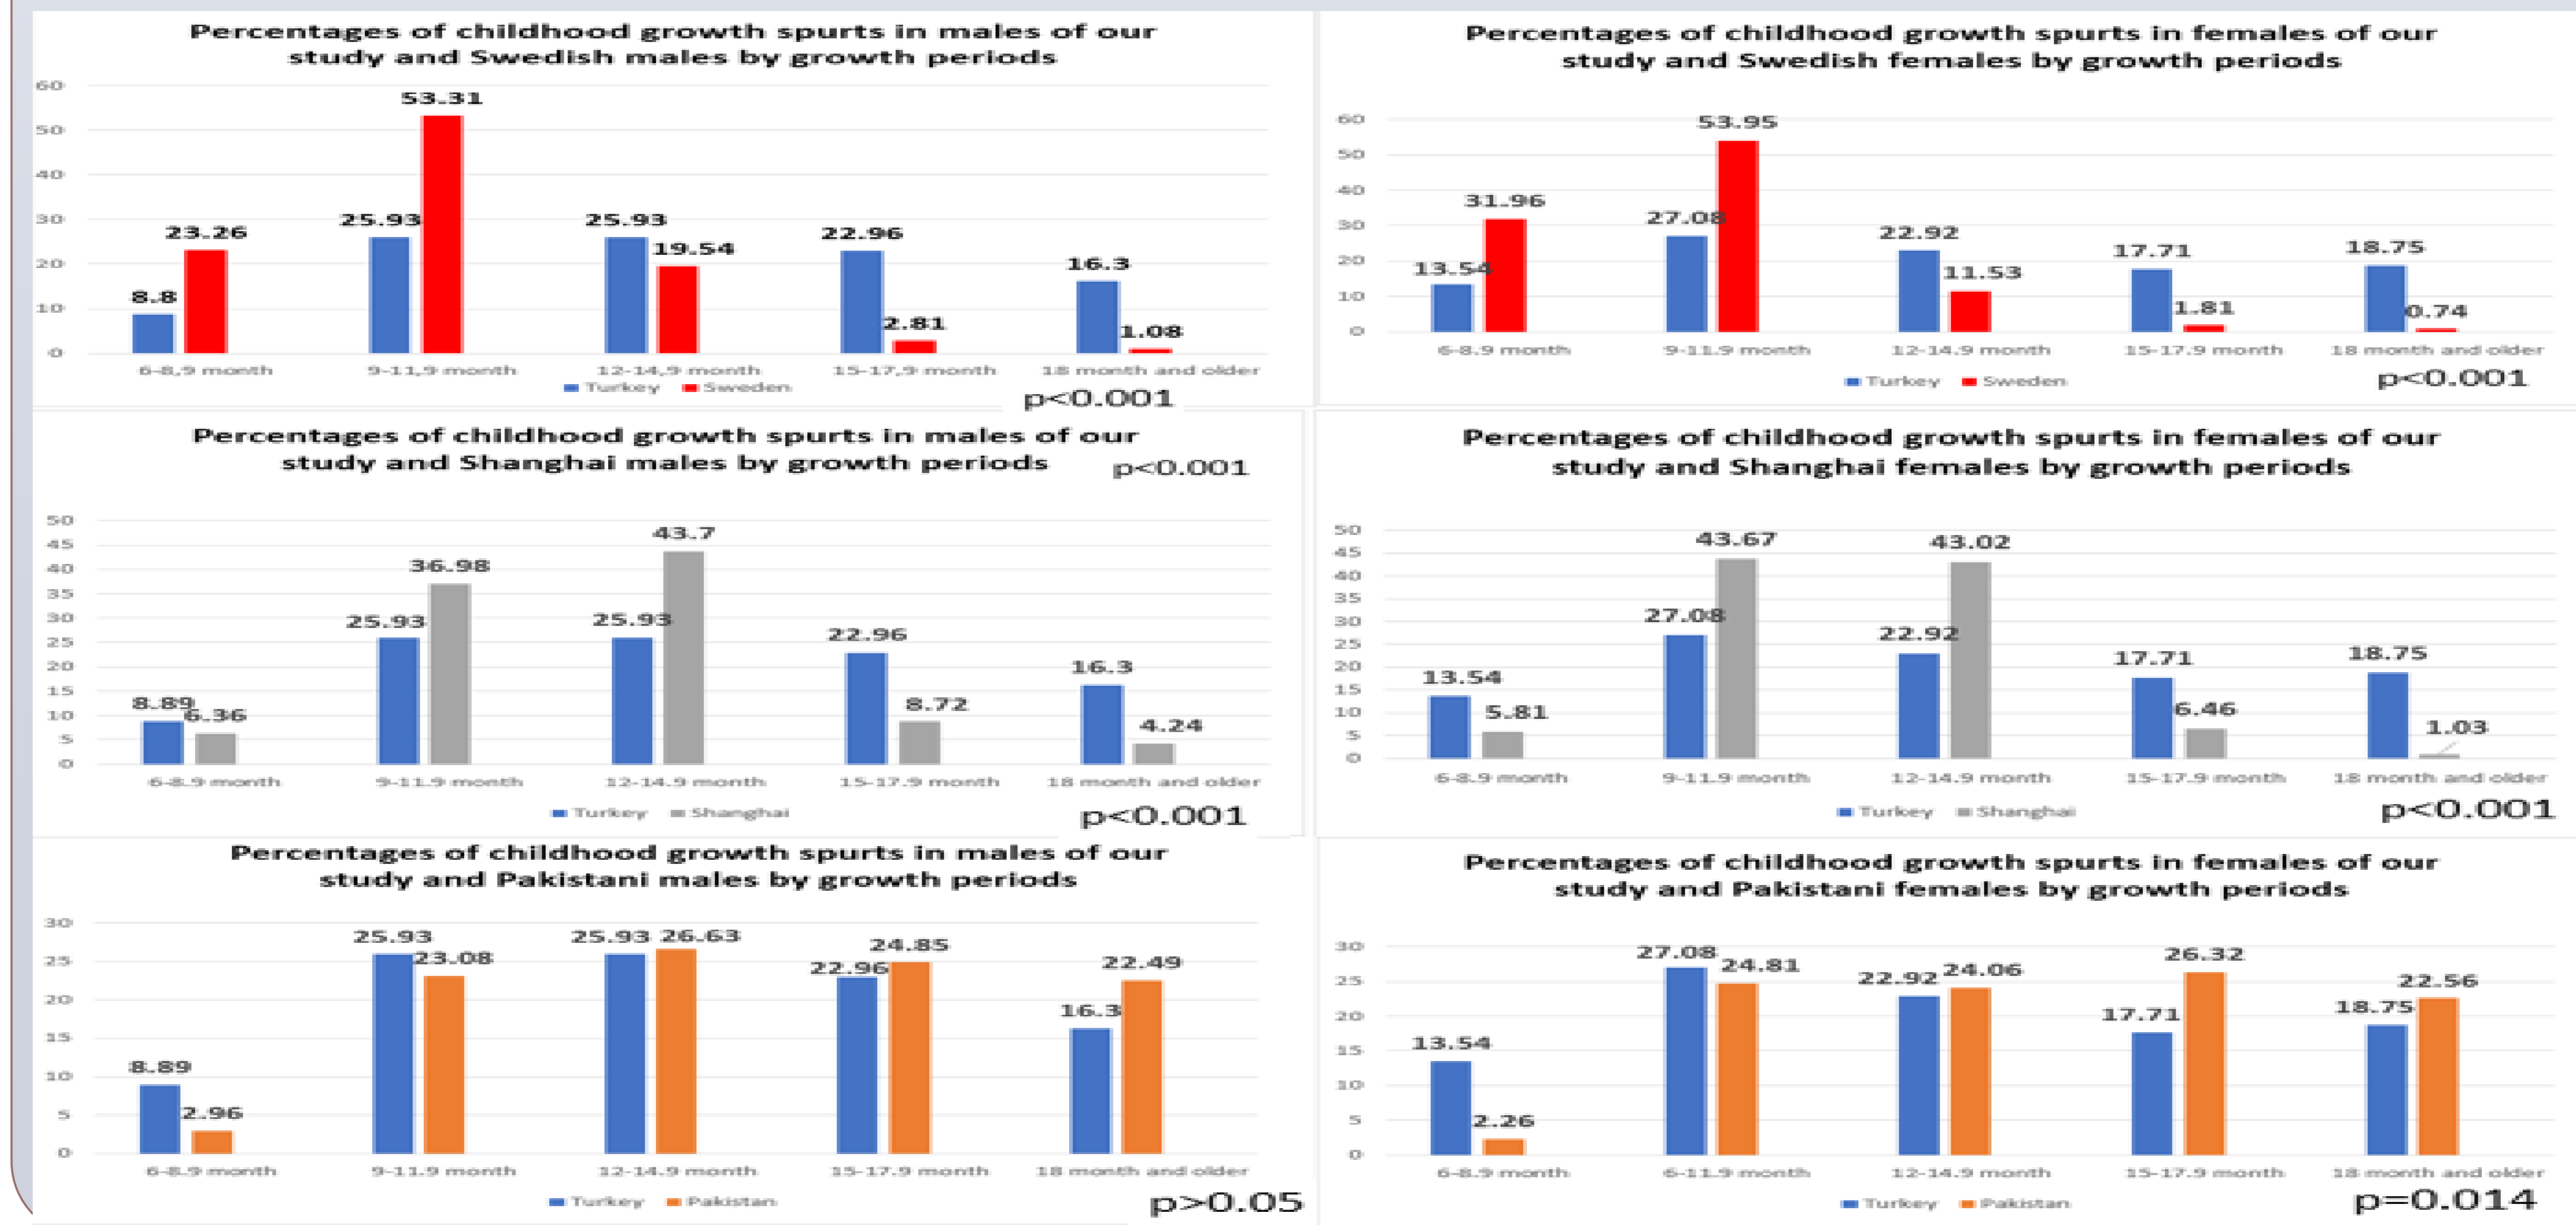 Percentages of childhood growth spurts in males of our
study and Swedish males by growth periods
60
50
40
30
20
10
0
8.8
23.26
25.93
53.31
25.93
19.54
22.96
2.81
16.3
1.08
6-8,9 month
9-11,9 month
12-14,9 month
15-17,9 month
18 month and older
Turkey
Sweden
p<0.001
Percentages of childhood growth spurts in females of our
study and Swedish females by growth periods
60
50
40
30
20
10
0
13.54
31.96
27.08
53.95
22.92
11.53
17.71
1.81
18.75
0.74
6-8.9 month
9-11.9 month
12-14.9 month
15-17.9 month
18 month and older
Turkey
Sweden
p<0.001
Percentages of childhood growth spurts in males of our
study and Shanghai males by growth periods
p<0.001
50
45
40
35
30
25
20
15
10
5
0
8.89
6.36
25.93
36.98
25.93
43.7
22.96
8.72
16.3
4.24
6-8.9 month
9-11.9 month
12-14.9 month
15-17.9 month
18 month and older
Turkey
Shanghai
p<0.001
Percentages of childhood growth spurts in females of our
study and Shanghai females by growth periods
50
45
40
35
30
25
20
15
10
5
0
13.54
5.81
27.08
43.67
22.92
43.02
17.71
6.46
18.75
1.03
6-8.9 month
9-11.9 month
12-14.9 month
15-17.9 month
18 month and older
Turkey
Shanghai
p<0.001
Percentages of childhood growth spurts in males of our
study and Pakistani males by growth periods
30
25
20
15
10
5
0
8.89
2.96
25.93
23.08
25.93
26.63
22.96
24.85
16.3
22.49
6-8.9 month
9-11.9 month
12-14.9 month
15-17.9 month
18 month and older
Turkey
Pakistan
p>0.05
Percentages of childhood growth spurts in females of our
study and Pakistani females by growth periods
30
25
20
15
10
5
0
13.54
2.26
27.08
24.81
22.92
24.06
17.71
26.32
18.75
22.56
6-8.9 month
6-11.9 month
12-14.9 month
15-17.9 month
18 month and older
Turkey
Pakistan
p=0.014